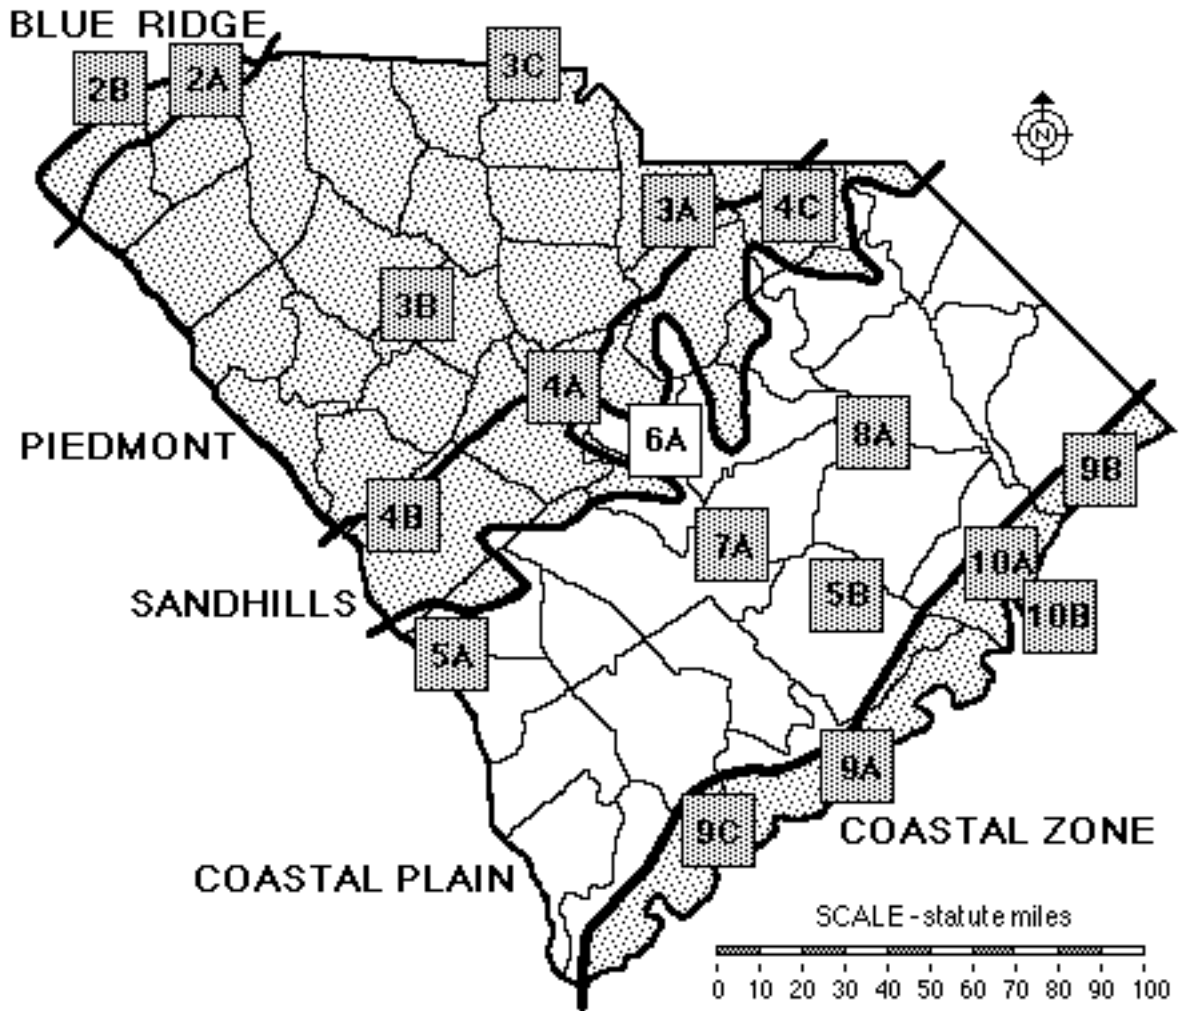 BLUE RIDGE
2B
2A
3C
N
3A
4C
3B
4A
PIEDMONT
6A
8A
9B
4B
7A
10A
SANDHILLS
5B
10B
5A
9A
9C
COASTAL ZONE
COASTAL PLAIN
SCALE - statute miles
0 10 20 30 40 50 60 70 80 90 100